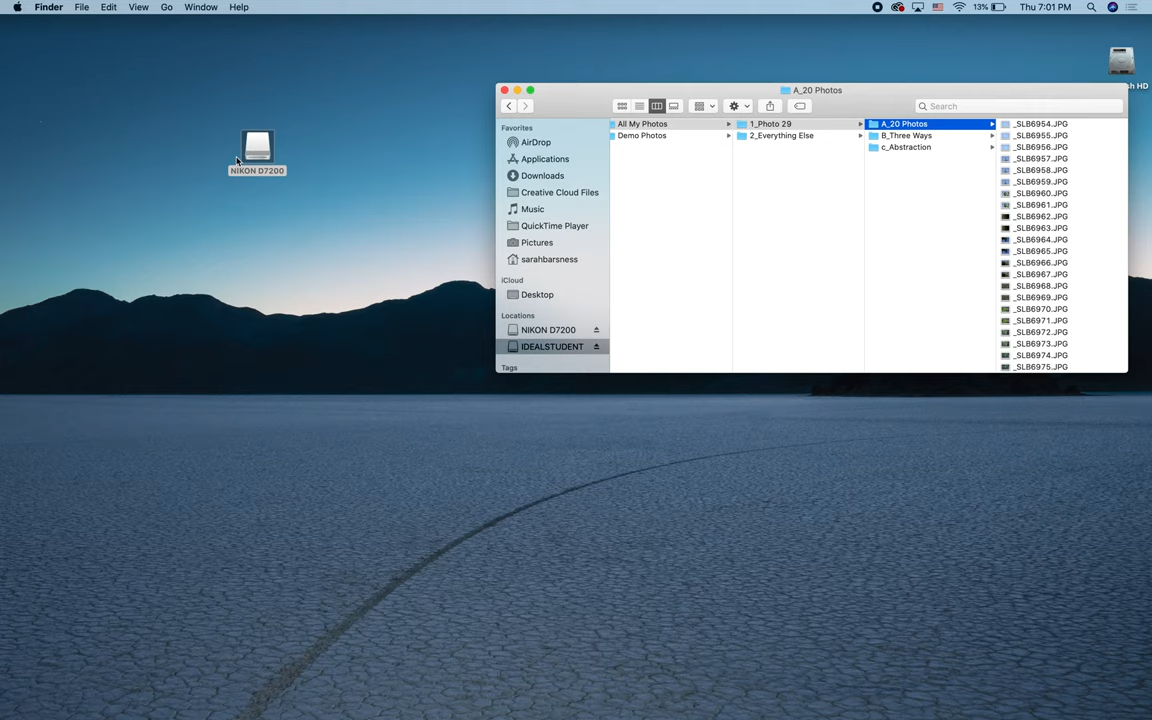 Finder File Edit View Go Window Help 13% Thu 7:01 PM
sh HD
NIKON D7200
A_20 Photos
Search
Favorites
AirDrop
Applications
Downloads
Creative Cloud Files
Music
QuickTime Player
Pictures
sarahbarsness
iCloud
Desktop
Locations
NIKON D7200
IDEALSTUDENT
Tags
All My Photos
Demo Photos
1_Photo 29
2_Everything Else
A_20 Photos
B_Three Ways
c_Abstraction
_SLB6954.JPG
_SLB6955.JPG
_SLB6956.JPG
_SLB6957.JPG
_SLB6958.JPG
_SLB6959.JPG
_SLB6960.JPG
_SLB6961.JPG
_SLB6962.JPG
_SLB6963.JPG
_SLB6964.JPG
_SLB6965.JPG
_SLB6966.JPG
_SLB6967.JPG
_SLB6968.JPG
_SLB6969.JPG
_SLB6970.JPG
_SLB6971.JPG
_SLB6972.JPG
_SLB6973.JPG
_SLB6974.JPG
_SLB6975.JPG